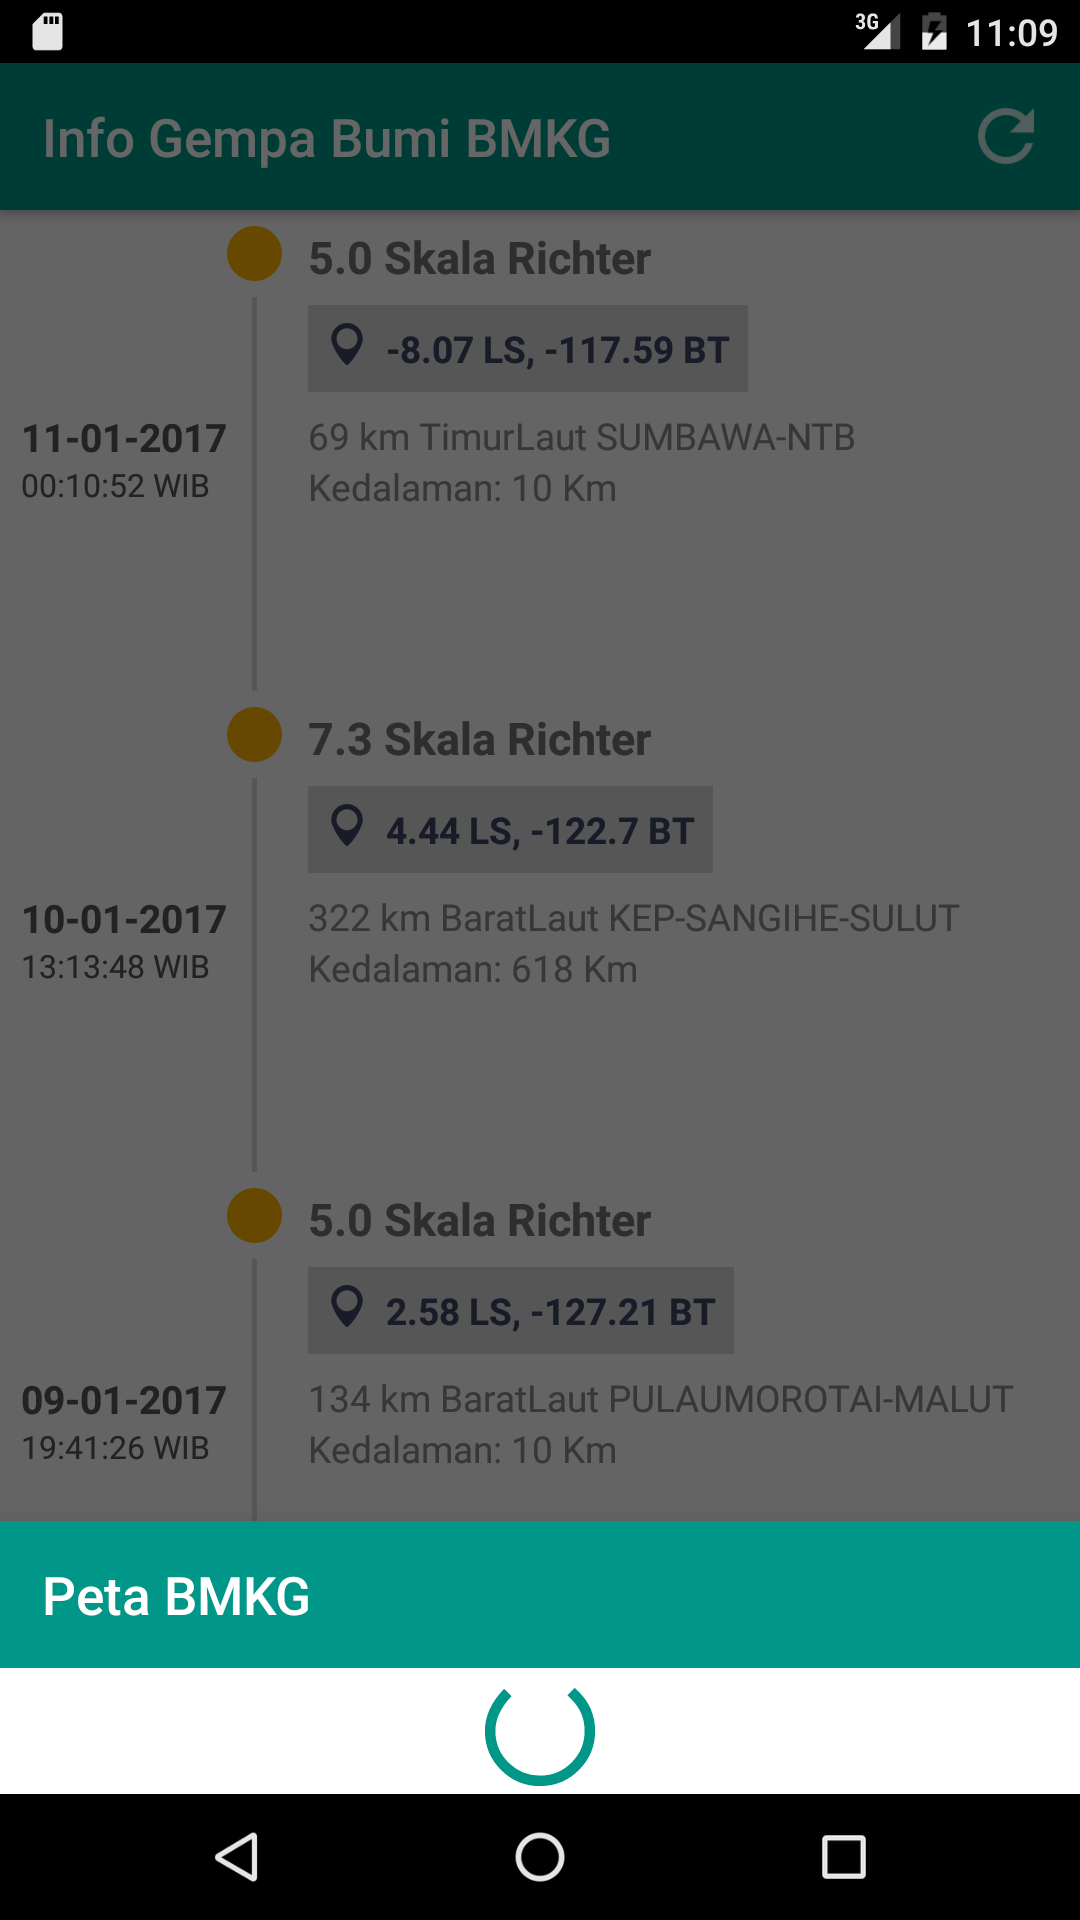 3G 11:09
Info Gempa Bumi BMKG
5.0 Skala Richter
-8.07 LS, -117.59 BT
11-01-2017
00:10:52 WIB
69 km TimurLaut SUMBAWA-NTB
Kedalaman: 10 Km
7.3 Skala Richter
4.44 LS, -122.7 BT
10-01-2017
13:13:48 WIB
322 km BaratLaut KEP-SANGIHE-SULUT
Kedalaman: 618 Km
5.0 Skala Richter
2.58 LS, -127.21 BT
09-01-2017
19:41:26 WIB
134 km BaratLaut PULAUMOROTAI-MALUT
Kedalaman: 10 Km
Peta BMKG